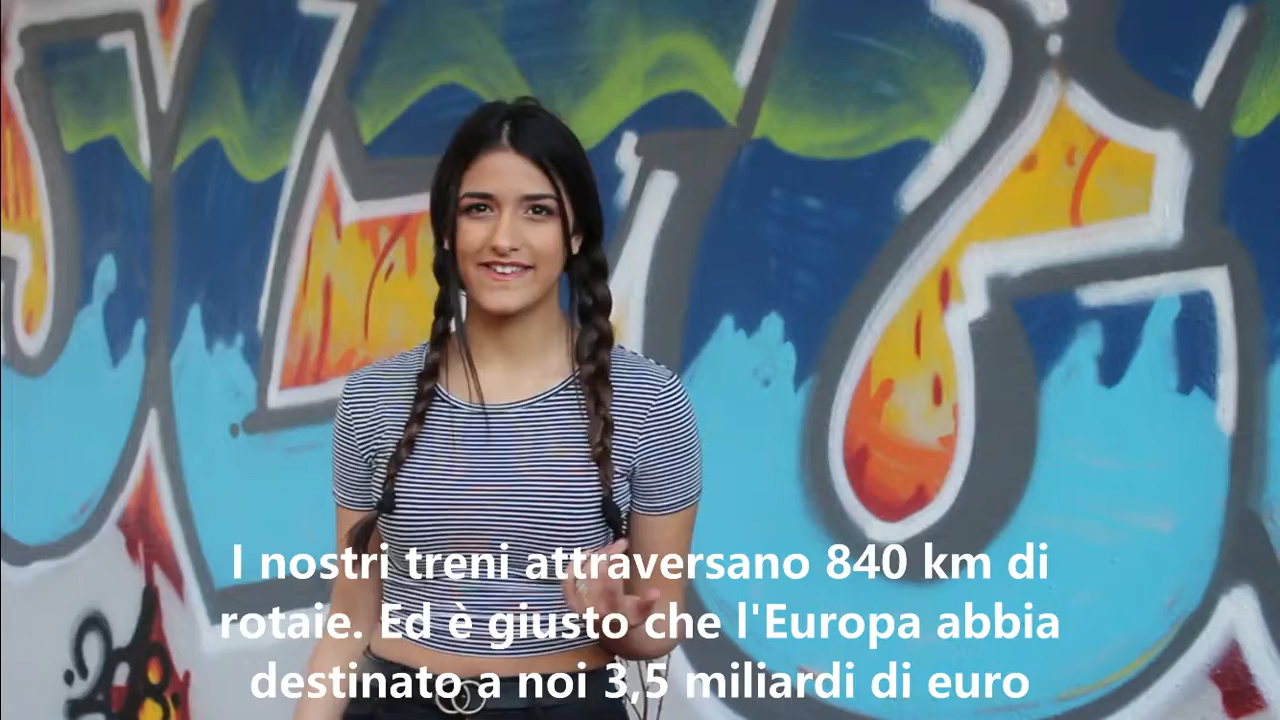 I nostri treni attraversano 840 km di
rotaie. Ed è giusto che l'Europa abbia
destinato a noi 3,5 miliardi di euro